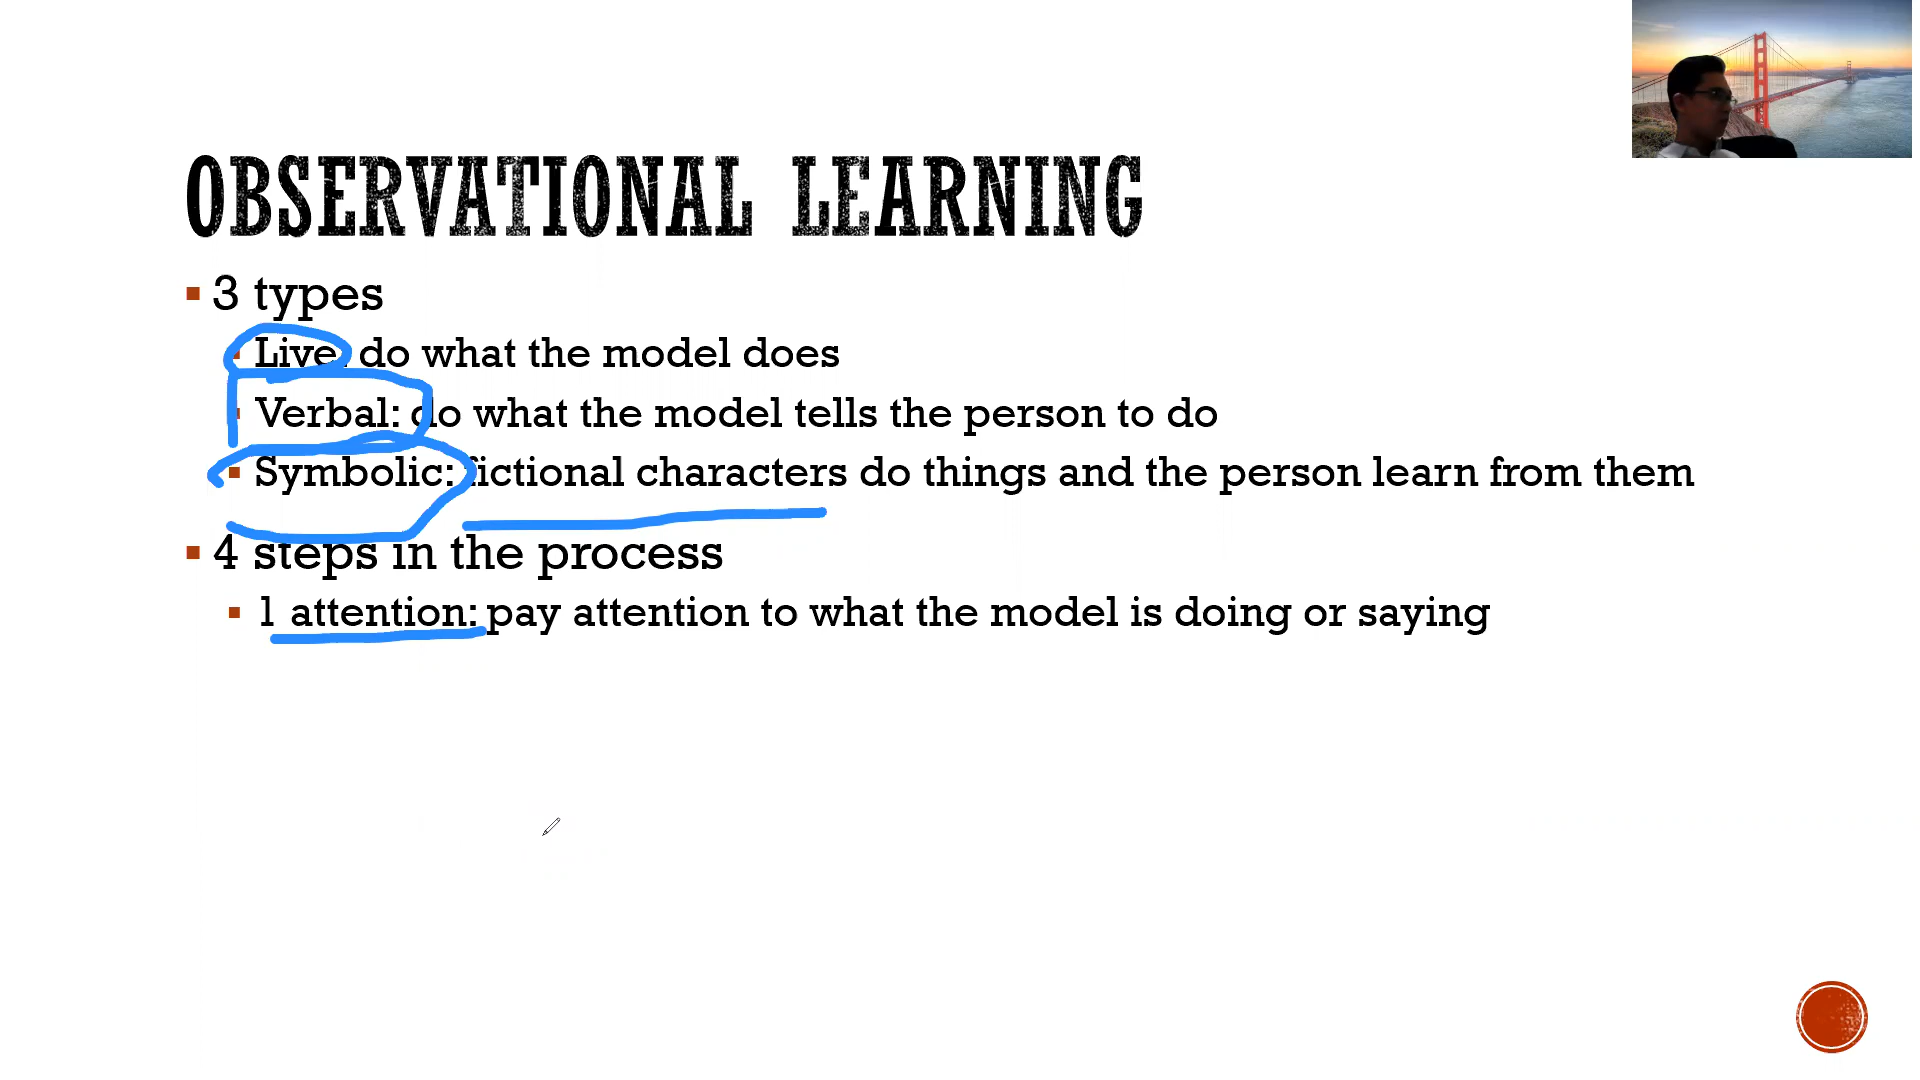 OBSERVATIONAL LEARNING
3 types
Live: do what the model does
Verbal: do what the model tells the person to do
Symbolic: fictional characters do things and the person learn from them
4 steps in the process
1 attention: pay attention to what the model is doing or saying